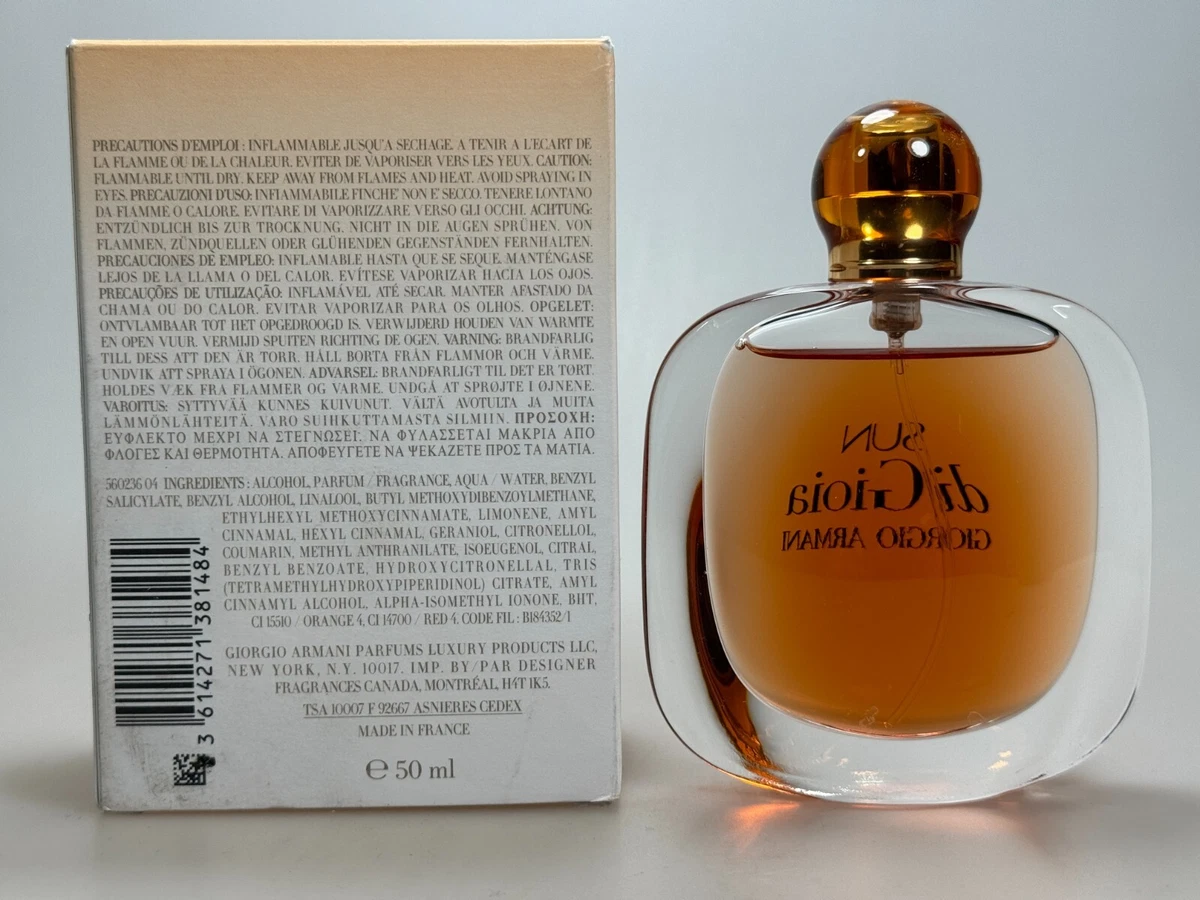 PRECAUTIONS D'EMPLOI : INFLAMMABLE JUSQU'A SECHAGE. A TENIR A L'ECART DE
LA FLAMME OU DE LA CHALEUR. EVITER DE VAPORISER VERS LES YEUX. CAUTION:
FLAMMABLE UNTIL DRY. KEEP AWAY FROM FLAMES AND HEAT. AVOID SPRAYING IN
EYES. PRECAUZIONI D'USO: INFIAMMABILE FINCHE' NON E' SECCO. TENERE LONTANO
DA FIAMME O CALORE. EVITARE DI VAPORIZZARE VERSO GLI OCCHI. ACHTUNG:
ENTZÜNDLICH BIS ZUR TROCKNUNG. NICHT IN DIE AUGEN SPRÜHEN. VON
FLAMMEN, ZÜNDQUELLEN ODER GLÜHENDEN GEGENSTÄNDEN FERNHALTEN.
PRECAUCIONES DE EMPLEO: INFLAMABLE HASTA QUE SE SEQUE. MANTÉNGASE
LEJOS DE LA LLAMA O DEL CALOR. EVÍTESE VAPORIZAR HACIA LOS OJOS.
PRECAUÇÕES DE UTILIZAÇÃO: INFLAMÁVEL ATÉ SECAR. MANTER AFASTADO DA
CHAMA OU DO CALOR. EVITAR VAPORIZAR PARA OS OLHOS. OPGELET:
ONTVLAMBAAR TOT HET OPGEDROOGD IS. VERWIJDERD HOUDEN VAN WARMTE
EN OPEN VUUR. VERMIJD SPUITEN RICHTING DE OGEN. VARNING: BRANDFARLIG
TILL DESS ATT DEN ÄR TORR. HÅLL BORTA FRÅN FLAMMOR OCH VÄRME.
UNDVIK ATT SPRAYA I ÖGONEN. ADVARSEL: BRANDFARLIGT TIL DET ER TØRT.
HOLDES VÆK FRA FLAMMER OG VARME. UNDGÅ AT SPRØJTE I ØJNENE.
VAROITUS: SYTTYVÄÄ KUNNES KUIVUNUT. VÄLTÄ AVOTULTA JA MUITA
LÄMMÖNLÄHTEITÄ. VARO SUIHKUTTAMASTA SILMIIN. ΠΡΟΣΟΧΗ:
ΕΥΦΛΕΚΤΟ ΜΕΧΡΙ ΝΑ ΣΤΕΓΝΩΣΕΙ. ΝΑ ΦΥΛΑΣΣΕΤΑΙ ΜΑΚΡΙΑ ΑΠΟ
ΦΛΟΓΕΣ ΚΑΙ ΘΕΡΜΟΤΗΤΑ. ΑΠΟΦΕΥΓΕΤΕ ΝΑ ΨΕΚΑΖΕΤΕ ΠΡΟΣ ΤΑ ΜΑΤΙΑ.
560236 04 INGREDIENTS : ALCOHOL, PARFUM / FRAGRANCE, AQUA / WATER, BENZYL
SALICYLATE, BENZYL ALCOHOL, LINALOOL, BUTYL METHOXYDIBENZOYLMETHANE,
ETHYLHEXYL METHOXYCINNAMATE, LIMONENE, AMYL
CINNAMAL, HEXYL CINNAMAL, GERANIOL, CITRONELLOL,
COUMARIN, METHYL ANTHRANILATE, ISOEUGENOL, CITRAL,
BENZYL BENZOATE, HYDROXYCITRONELLAL, TRIS
(TETRAMETHYLHYDROXYPIPERIDINOL) CITRATE, AMYL
CINNAMYL ALCOHOL, ALPHA-ISOMETHYL IONONE, BHT,
CI 15510 / ORANGE 4, CI 14700 / RED 4. CODE FIL : B184352/1
GIORGIO ARMANI PARFUMS LUXURY PRODUCTS LLC,
NEW YORK, N.Y. 10017. IMP. BY/PAR DESIGNER
FRAGRANCES CANADA, MONTRÉAL, H4T 1K5.
TSA 10007 F 92667 ASNIERES CEDEX
MADE IN FRANCE
℮ 50 ml
3 614271 381484
SUN
di Gioia
GIORGIO ARMANI